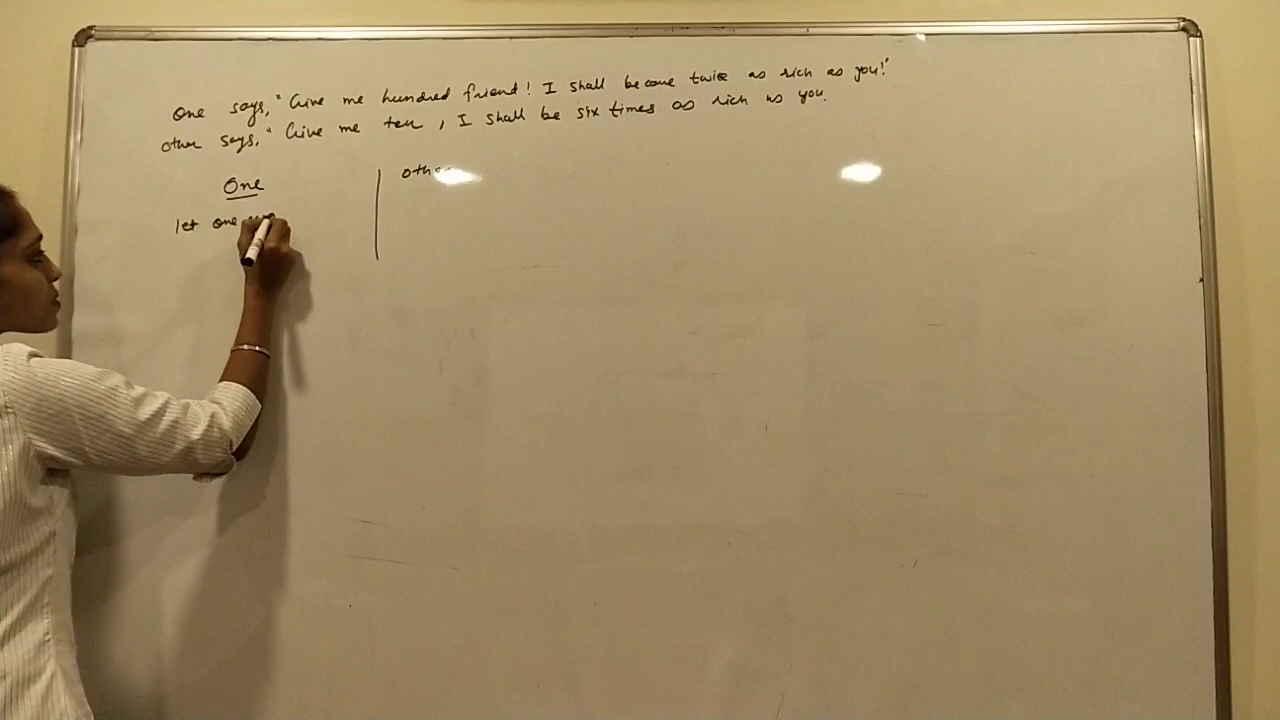 One says, "Give me hundred friend! I shall become twice as rich as you!"
other says, "Give me ten, I shall be six times as rich as you.
One
other
let one